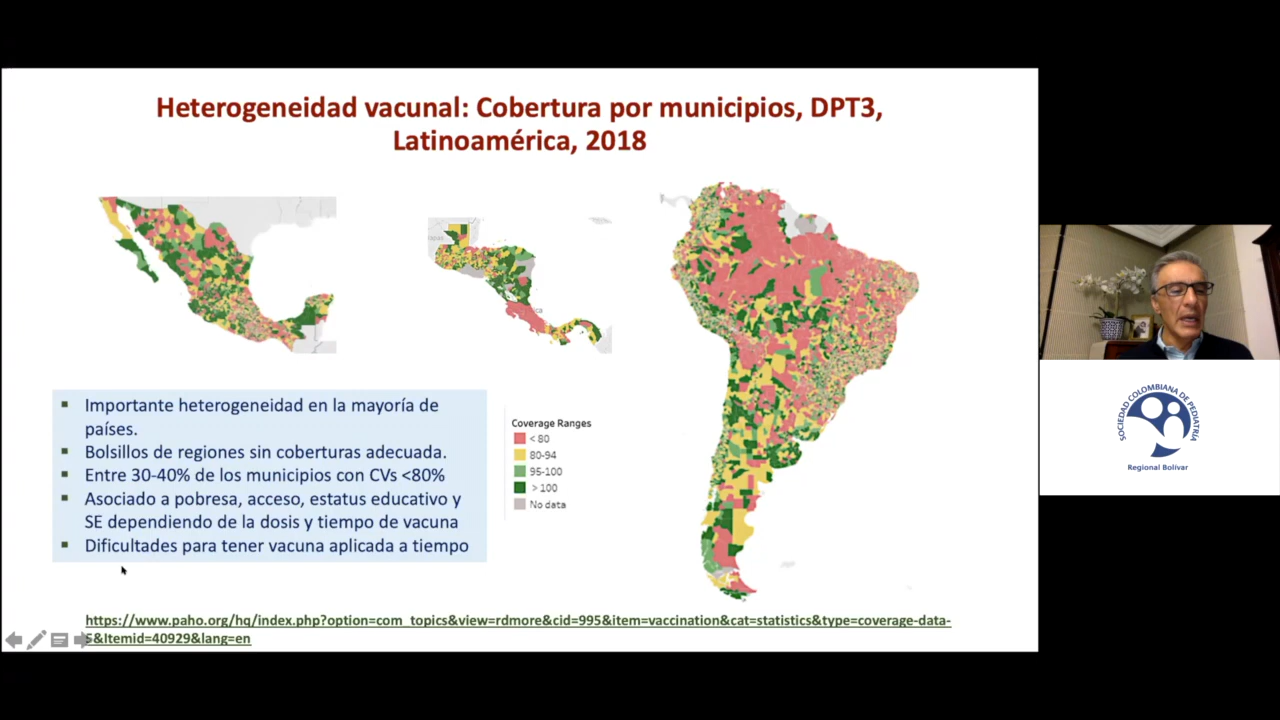 Heterogeneidad vacunal: Cobertura por municipios, DPT3,
Latinoamérica, 2018
Importante heterogeneidad en la mayoría de
países.
Bolsillos de regiones sin coberturas adecuada.
Entre 30-40% de los municipios con CVs <80%
Asociado a pobresa, acceso, estatus educativo y
SE dependiendo de la dosis y tiempo de vacuna
Dificultades para tener vacuna aplicada a tiempo
Coverage Ranges
< 80
80-94
95-100
> 100
No data
https://www.paho.org/hq/index.php?option=com_topics&view=rdmore&cid=995&item=vaccination&cat=statistics&type=coverage-data-
5&Itemid=40929&lang=en
SOCIEDAD COLOMBIANA DE PEDIATRÍA
Regional Bolívar